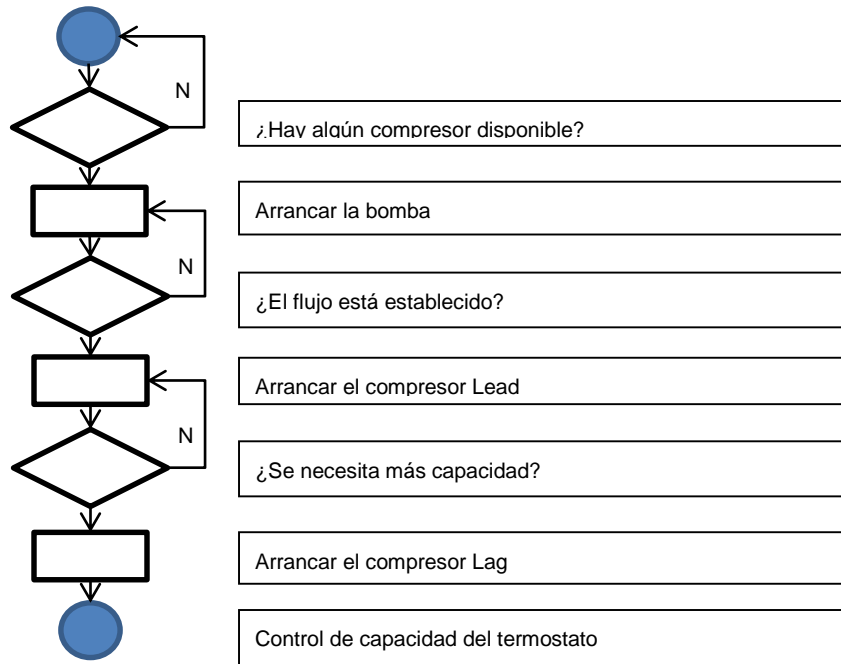 N
¿Hay algún compresor disponible?
Arrancar la bomba
N
¿El flujo está establecido?
Arrancar el compresor Lead
N
¿Se necesita más capacidad?
Arrancar el compresor Lag
Control de capacidad del termostato